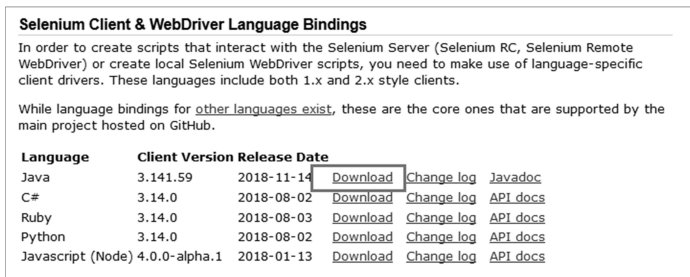 Selenium Client & WebDriver Language Bindings
In order to create scripts that interact with the Selenium Server (Selenium RC, Selenium Remote
WebDriver) or create local Selenium WebDriver scripts, you need to make use of language-specific
client drivers. These languages include both 1.x and 2.x style clients.
While language bindings for other languages exist, these are the core ones that are supported by the
main project hosted on GitHub.
Language Client Version Release Date
Java 3.141.59 2018-11-14 Download Change log Javadoc
C# 3.14.0 2018-08-02 Download Change log API docs
Ruby 3.14.0 2018-08-03 Download Change log API docs
Python 3.14.0 2018-08-02 Download Change log API docs
Javascript (Node) 4.0.0-alpha.1 2018-01-13 Download Change log API docs